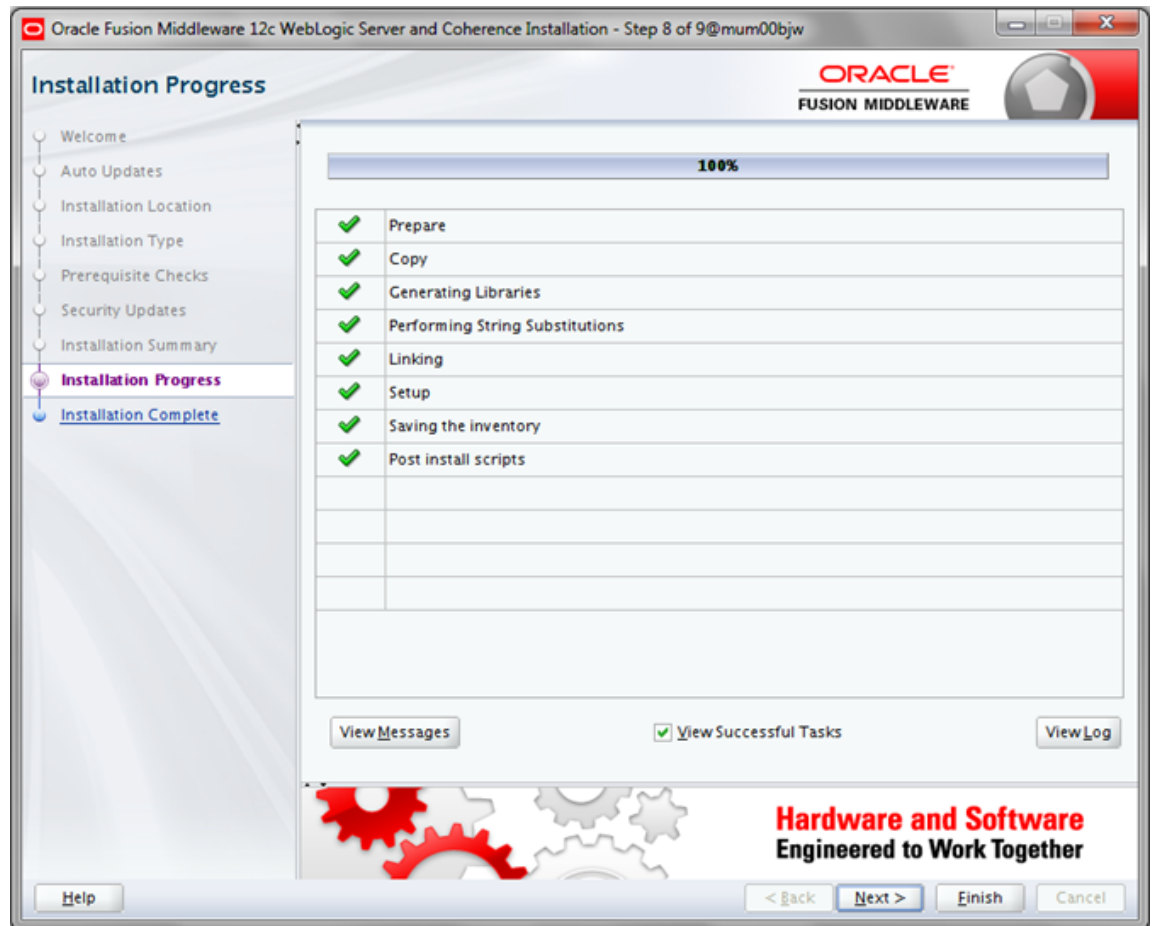 Oracle Fusion Middleware 12c WebLogic Server and Coherence Installation - Step 8 of 9@mum00bjw
Installation Progress
ORACLE
FUSION MIDDLEWARE
Welcome
Auto Updates
Installation Location
Installation Type
Prerequisite Checks
Security Updates
Installation Summary
Installation Progress
Installation Complete
100%
Prepare
Copy
Generating Libraries
Performing String Substitutions
Linking
Setup
Saving the inventory
Post install scripts
View Messages
View Successful Tasks
View Log
Hardware and Software
Engineered to Work Together
Help
< Back
Next >
Finish
Cancel